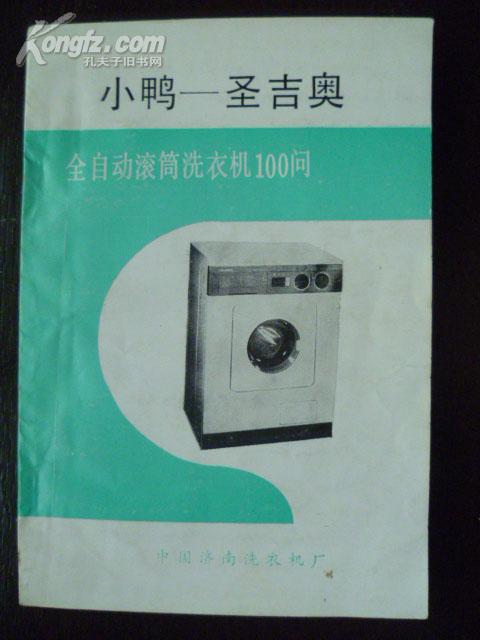 Kongfz.com
孔夫子旧书网
小鸭—圣吉奥
全自动滚筒洗衣机100问
中国济南洗衣机厂